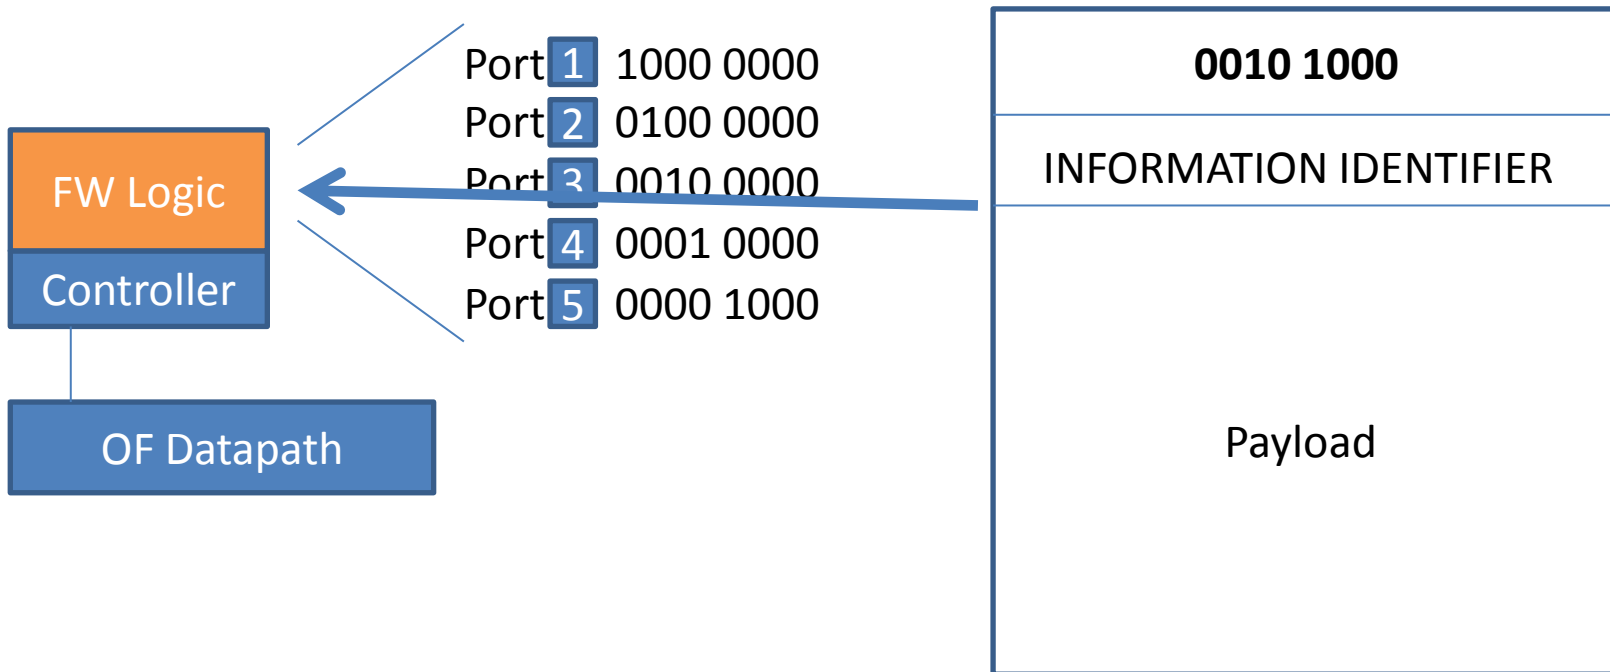 FW Logic
Controller
OF Datapath
Port 1 1000 0000
Port 2 0100 0000
Port 3 0010 0000
Port 4 0001 0000
Port 5 0000 1000
0010 1000
INFORMATION IDENTIFIER
Payload